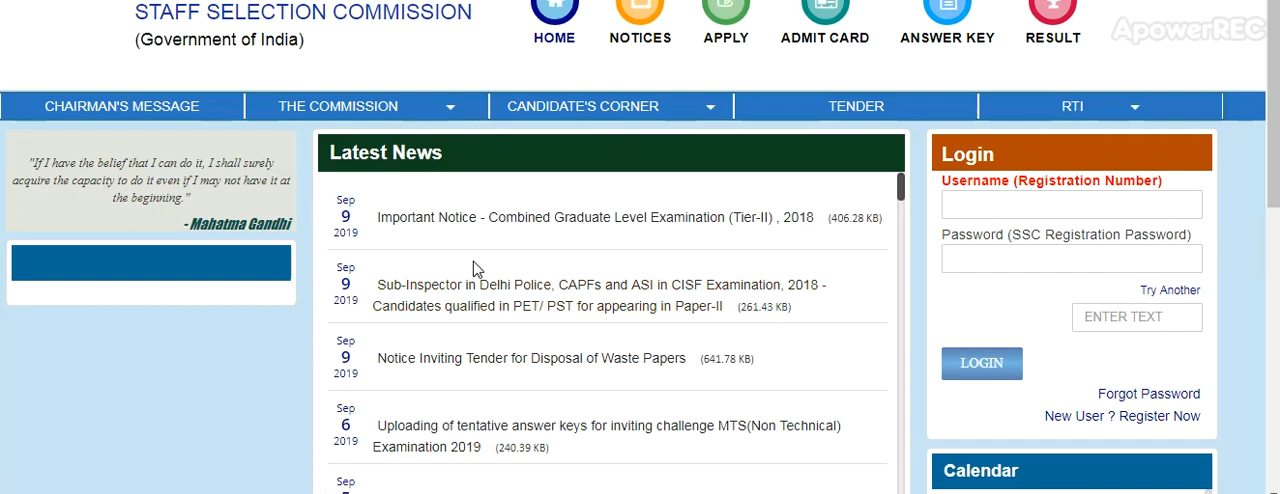 STAFF SELECTION COMMISSION
(Government of India)
HOME NOTICES APPLY ADMIT CARD ANSWER KEY RESULT
ApowerREC
CHAIRMAN'S MESSAGE THE COMMISSION CANDIDATE'S CORNER TENDER RTI
"If I have the belief that I can do it, I shall surely
acquire the capacity to do it even if I may not have it at
the beginning."
- Mahatma Gandhi
Latest News
Sep
9
2019
Important Notice - Combined Graduate Level Examination (Tier-II) , 2018 (406.28 KB)
Sep
9
2019
Sub-Inspector in Delhi Police, CAPFs and ASI in CISF Examination, 2018 -
Candidates qualified in PET/ PST for appearing in Paper-II (261.43 KB)
Sep
9
2019
Notice Inviting Tender for Disposal of Waste Papers (641.78 KB)
Sep
6
2019
Uploading of tentative answer keys for inviting challenge MTS(Non Technical)
Examination 2019 (240.39 KB)
Sep
Login
Username (Registration Number)
Password (SSC Registration Password)
Try Another
ENTER TEXT
LOGIN
Forgot Password
New User ? Register Now
Calendar